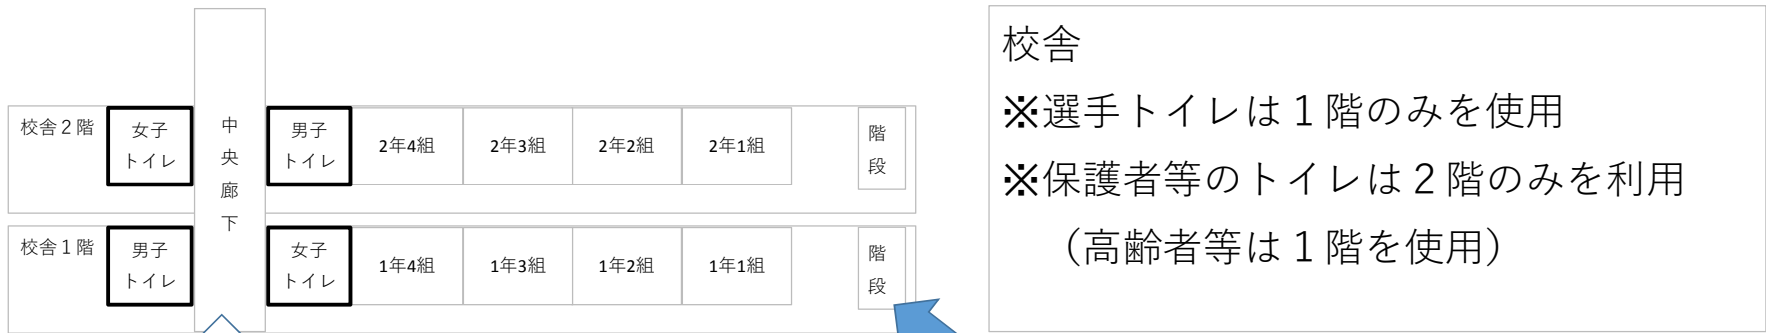 校舎２階
女子
トイレ
中央廊下
男子
トイレ
2年4組
2年3組
2年2組
2年1組
階段
校舎１階
男子
トイレ
女子
トイレ
1年4組
1年3組
1年2組
1年1組
階段
校舎
※選手トイレは１階のみを使用
※保護者等のトイレは２階のみを利用
（高齢者等は１階を使用）